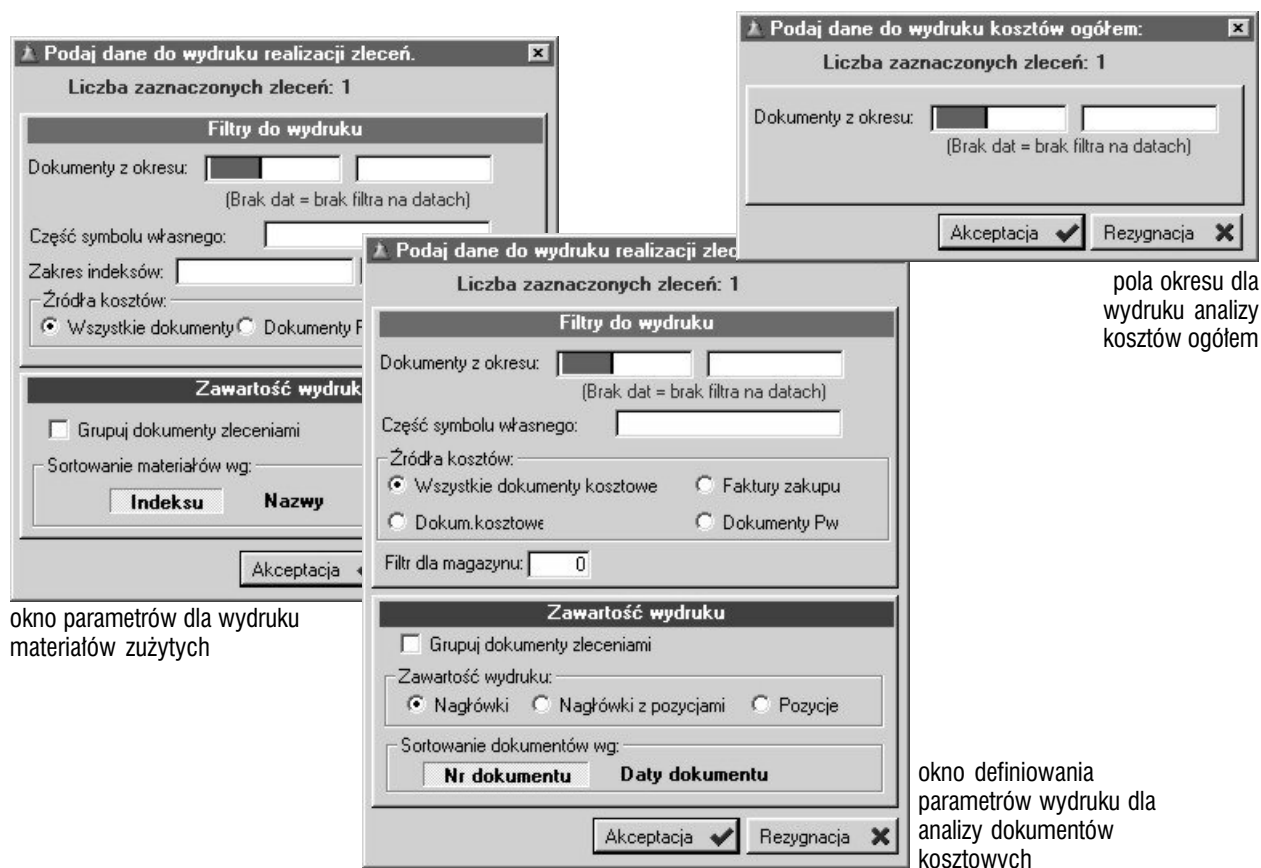 Podaj dane do wydruku realizacji zleceń.
Liczba zaznaczonych zleceń: 1
Filtry do wydruku
Dokumenty z okresu:
(Brak dat = brak filtra na datach)
Część symbolu własnego:
Zakres indeksów:
Źródła kosztów:
Wszystkie dokumenty Dokumenty
Zawartość
Grupuj dokumenty zleceniami
Sortowanie materiałów wg:
Indeksu Nazwy
Akceptacja
okno parametrów dla wydruku
materiałów zużytych
Podaj dane do wydruku kosztów ogółem:
Liczba zaznaczonych zleceń: 1
Dokumenty z okresu:
(Brak dat = brak filtra na datach)
Akceptacja Rezygnacja
pola okresu dla
wydruku analizy
kosztów ogółem
Podaj dane do wydruku realizacji
Liczba zaznaczonych zleceń: 1
Filtry do wydruku
Dokumenty z okresu:
(Brak dat = brak filtra na datach)
Część symbolu własnego:
Źródła kosztów:
Wszystkie dokumenty kosztowe Faktury zakupu
Dokum.kosztowe Dokumenty Pw
Filtr dla magazynu: 0
Zawartość wydruku
Grupuj dokumenty zleceniami
Zawartość wydruku:
Nagłówki Nagłówki z pozycjami Pozycje
Sortowanie dokumentów wg:
Nr dokumentu Daty dokumentu
Akceptacja Rezygnacja
okno definiowania
parametrów wydruku dla
analizy dokumentów
kosztowych